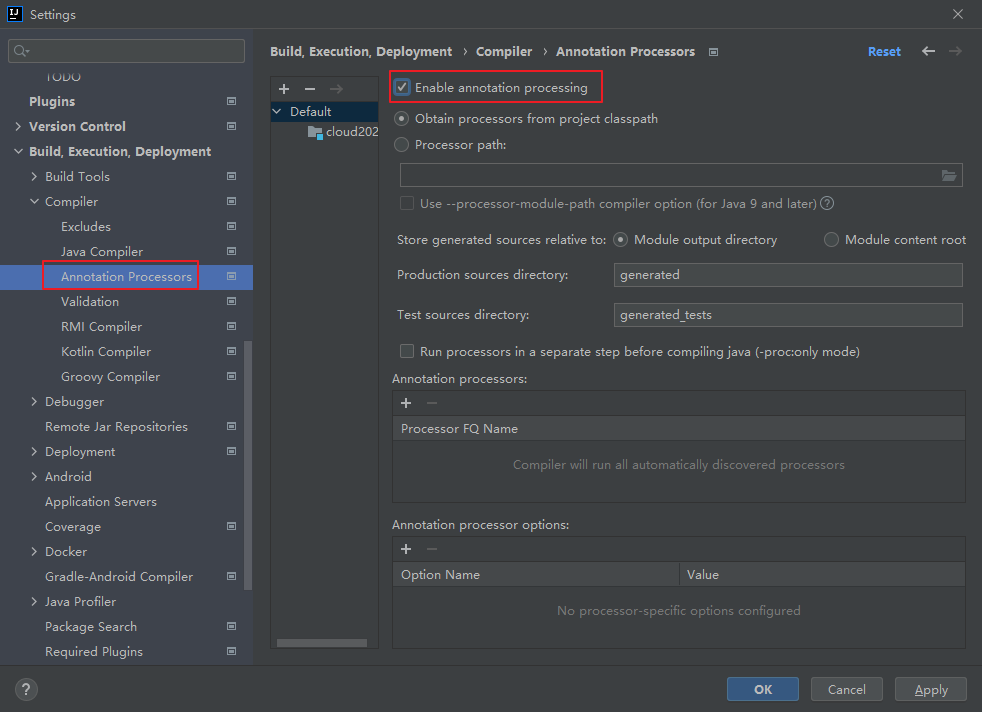 Settings
TODO
Plugins
Version Control
Build, Execution, Deployment
Build Tools
Compiler
Excludes
Java Compiler
Annotation Processors
Validation
RMI Compiler
Kotlin Compiler
Groovy Compiler
Debugger
Remote Jar Repositories
Deployment
Android
Application Servers
Coverage
Docker
Gradle-Android Compiler
Java Profiler
Package Search
Required Plugins
Build, Execution, Deployment › Compiler › Annotation Processors
Reset
Default
cloud202
Enable annotation processing
Obtain processors from project classpath
Processor path:
Use --processor-module-path compiler option (for Java 9 and later) ?
Store generated sources relative to: Module output directory Module content root
Production sources directory: generated
Test sources directory: generated_tests
Run processors in a separate step before compiling java (-proc:only mode)
Annotation processors:
Processor FQ Name
Compiler will run all automatically discovered processors
Annotation processor options:
Option Name Value
No processor-specific options configured
? OK Cancel Apply